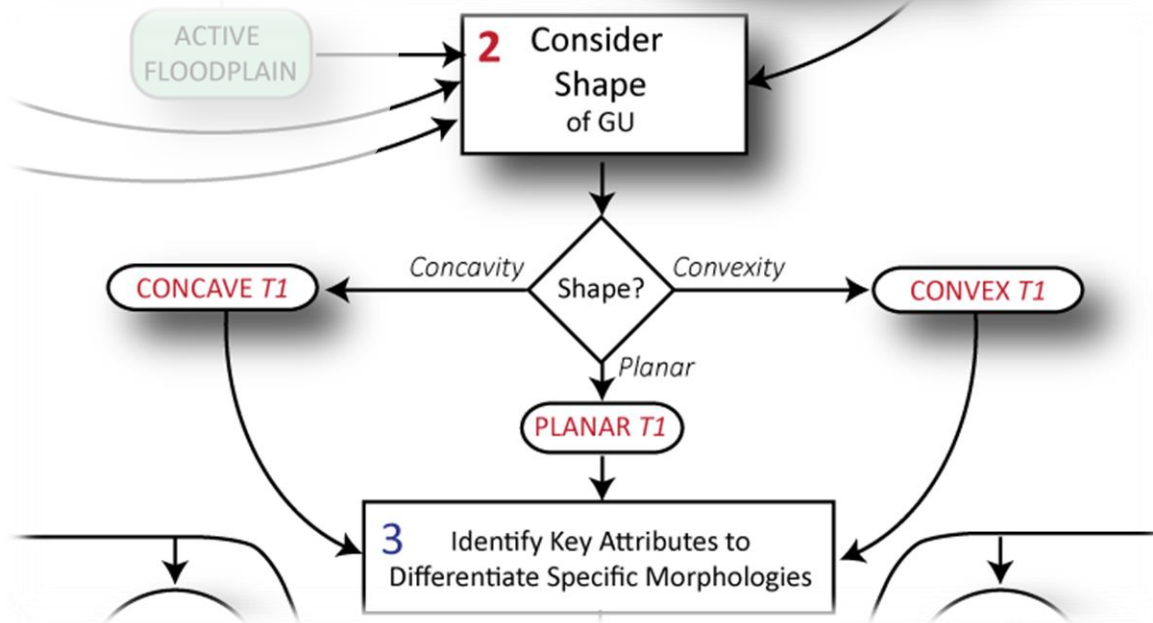 ACTIVE
FLOODPLAIN
2 Consider
Shape
of GU
Concavity
Shape?
Convexity
CONCAVE T1
CONVEX T1
Planar
PLANAR T1
3 Identify Key Attributes to
Differentiate Specific Morphologies